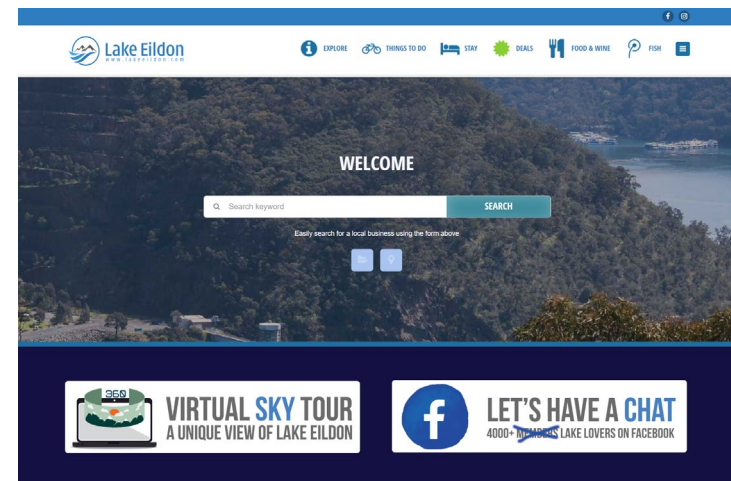 f
Lake Eildon
www.lakeeildon.com
EXPLORE
THINGS TO DO
STAY
DEALS
FOOD & WINE
FISH
WELCOME
Search keyword
SEARCH
Easily search for a local business using the form above
360
VIRTUAL SKY TOUR
A UNIQUE VIEW OF LAKE EILDON
f
LET'S HAVE A CHAT
4000+ MEMBERS LAKE LOVERS ON FACEBOOK